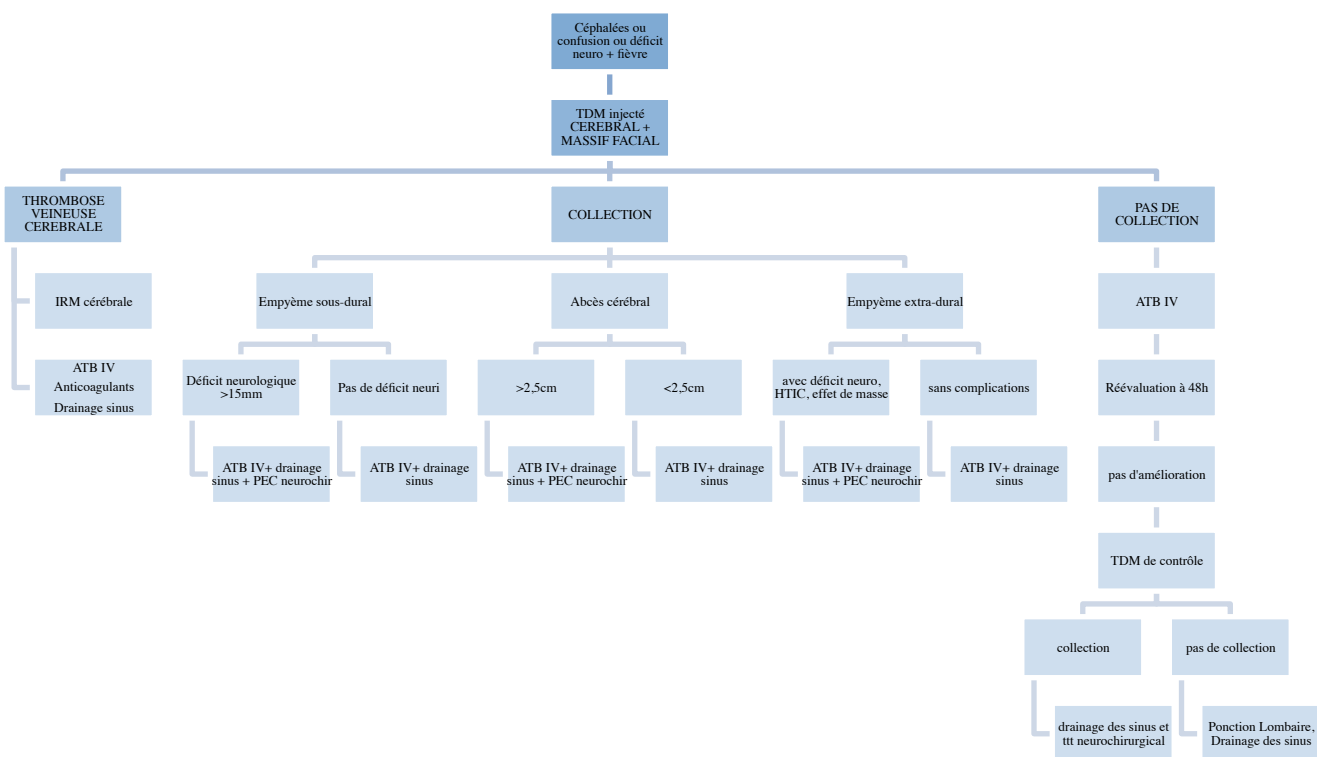 Céphalées ou
confusion ou déficit
neuro + fièvre
TDM injecté
CEREBRAL +
MASSIF FACIAL
THROMBOSE
VEINEUSE
CEREBRALE
COLLECTION
PAS DE
COLLECTION
IRM cérébrale
Empyème sous-dural
Abcès cérébral
Empyème extra-dural
ATB IV
ATB IV
Anticoagulants
Drainage sinus
Déficit neurologique
>15mm
Pas de déficit neuri
>2,5cm
<2,5cm
avec déficit neuro,
HTIC, effet de masse
sans complications
Réévaluation à 48h
ATB IV+ drainage
sinus + PEC neurochir
ATB IV+ drainage
sinus
ATB IV+ drainage
sinus + PEC neurochir
ATB IV+ drainage
sinus
ATB IV+ drainage
sinus + PEC neurochir
ATB IV+ drainage
sinus
pas d'amélioration
TDM de contrôle
collection
pas de collection
drainage des sinus et
ttt neurochirurgical
Ponction Lombaire,
Drainage des sinus